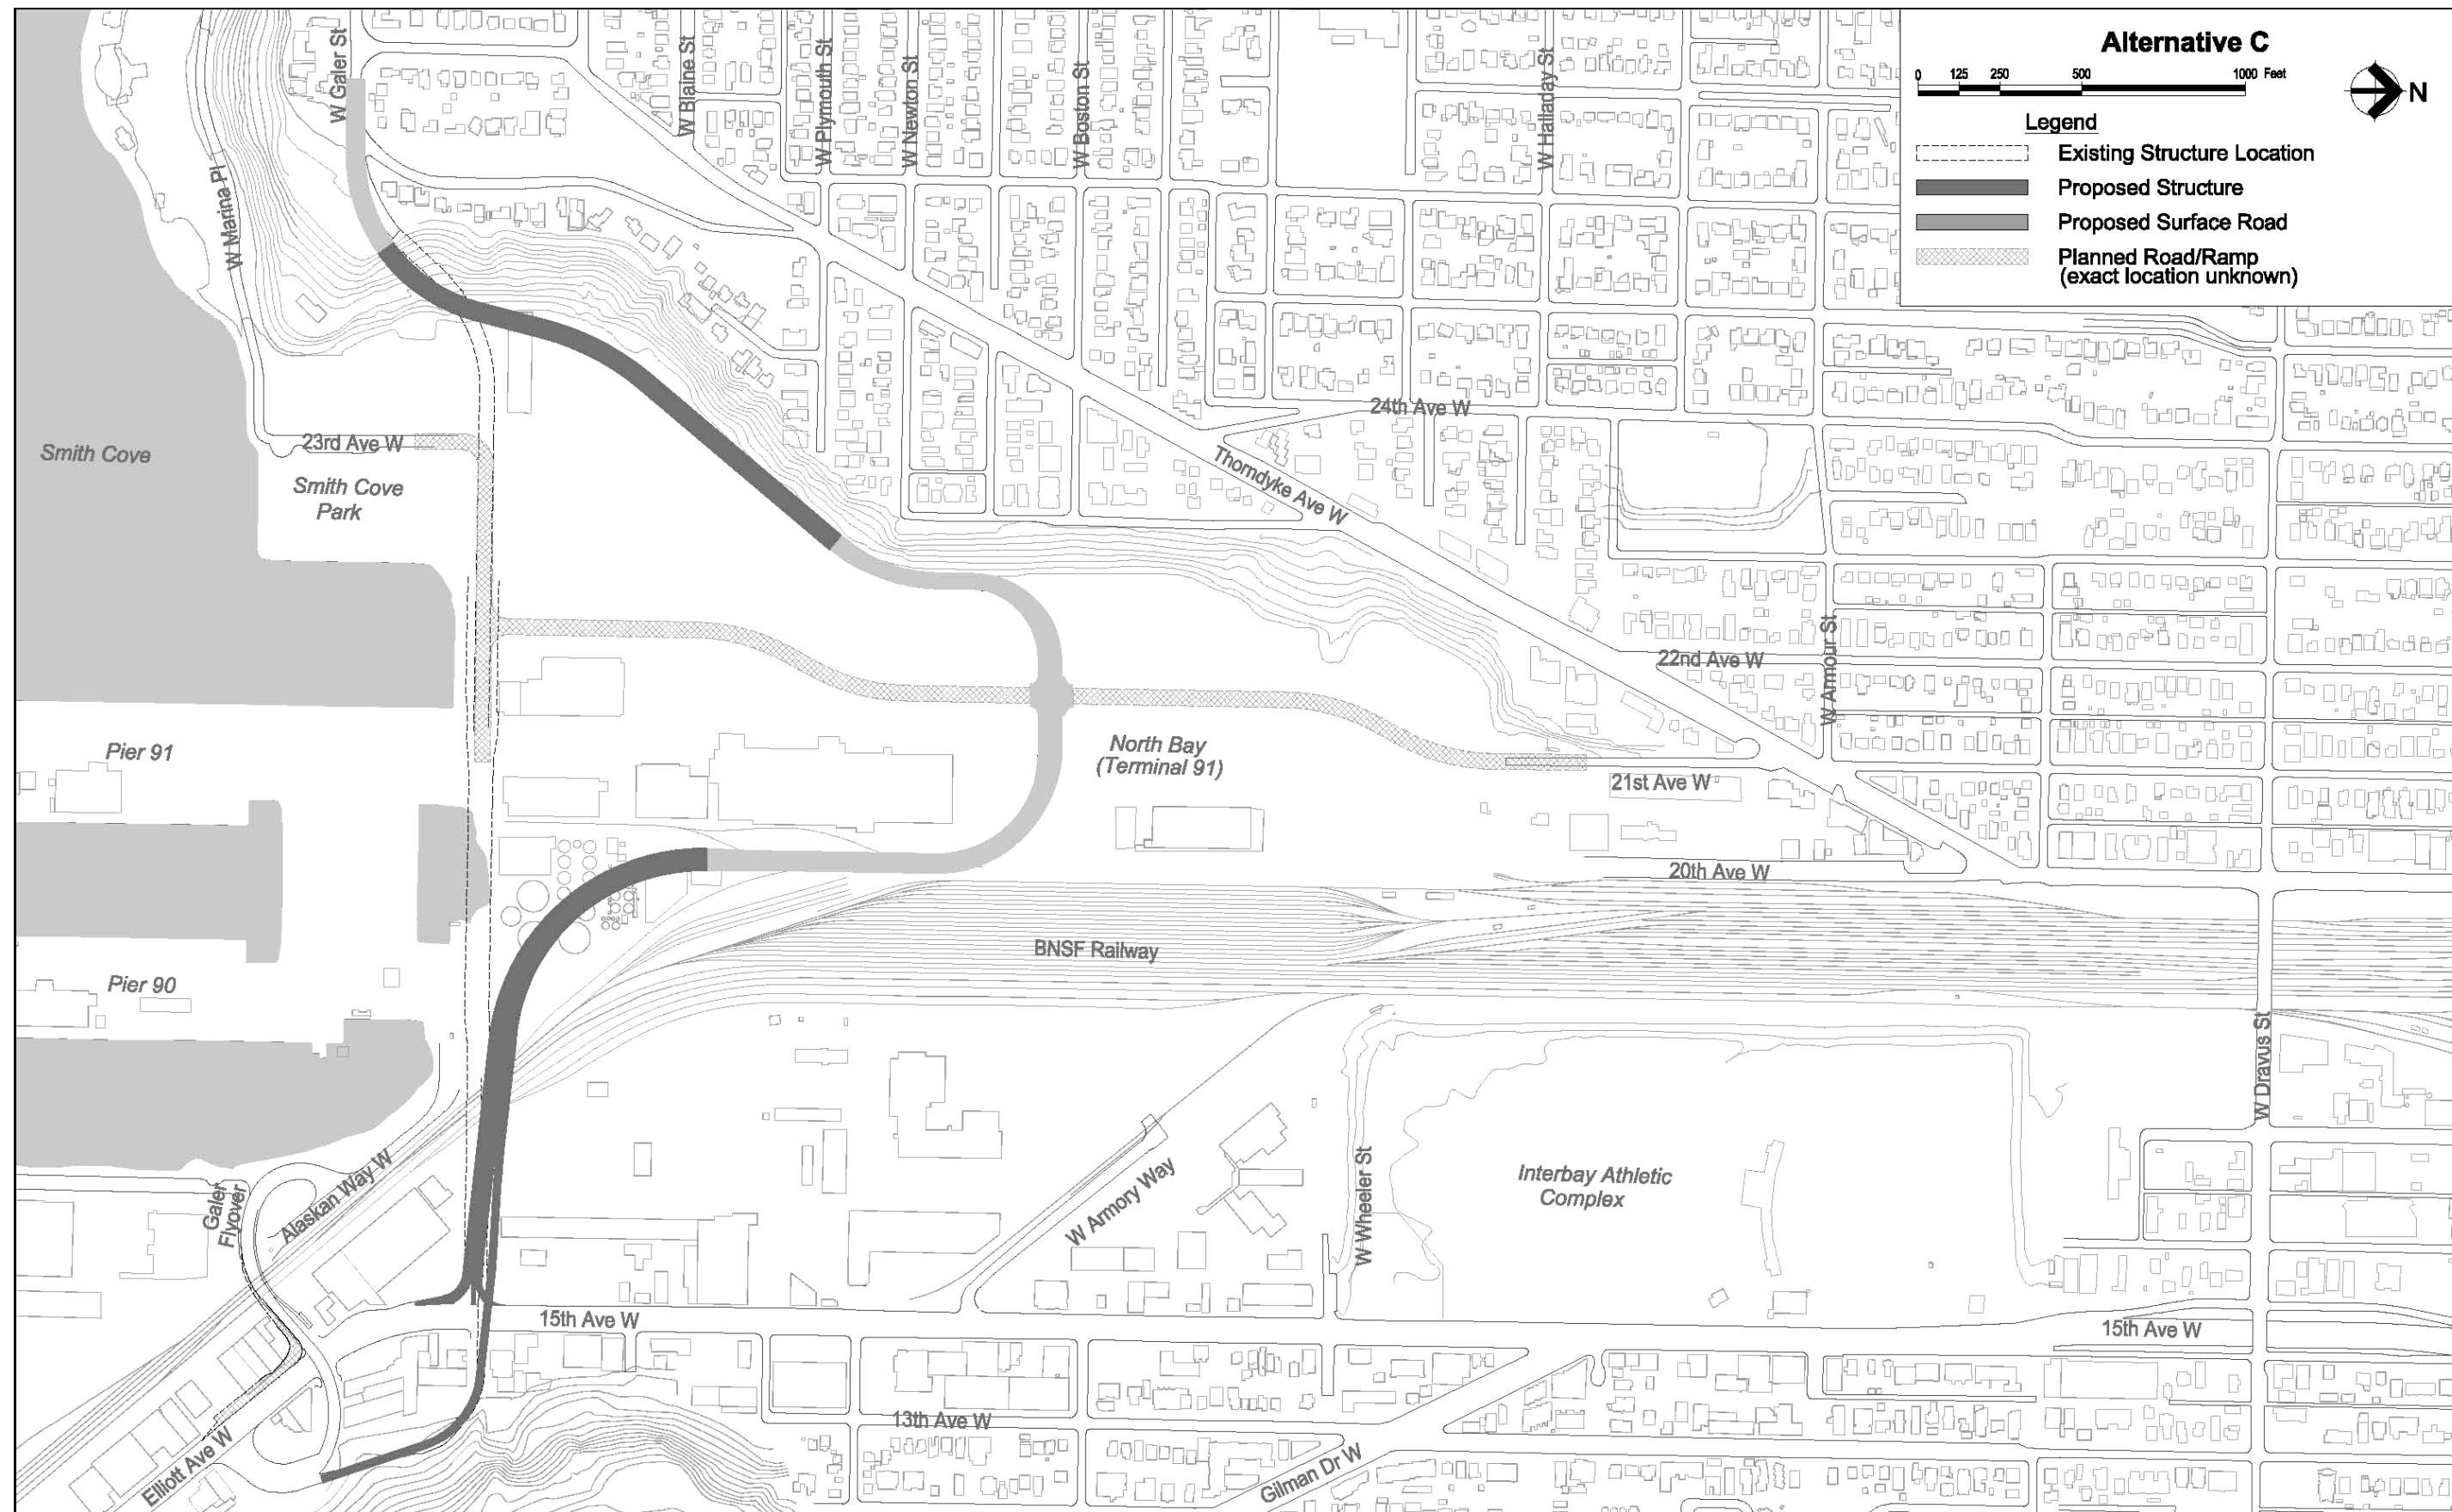 Alternative C
0 125 250 500 1000 Feet
N
Legend
Existing Structure Location
Proposed Structure
Proposed Surface Road
Planned Road/Ramp
(exact location unknown)
W Galer St
W Blaine St
W Plymouth St
W Newton St
W Boston St
W Halladay St
W Marina Pl
24th Ave W
23rd Ave W
Smith Cove
Smith Cove
Park
Thorndyke Ave W
22nd Ave W
W Armour St
Pier 91
North Bay
(Terminal 91)
21st Ave W
20th Ave W
BNSF Railway
Pier 90
W Dravus St
Galer
Flyover
Alaskan Way W
W Armory Way
W Wheeler St
Interbay Athletic
Complex
15th Ave W
15th Ave W
13th Ave W
Elliott Ave W
Gilman Dr W